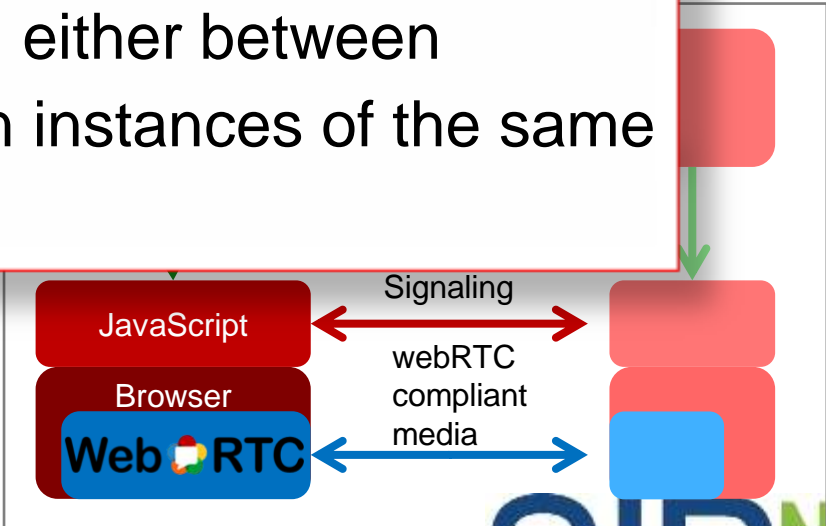 either between
instances of the same
Signaling
JavaScript
webRTC
compliant
media
Browser
WebRTC